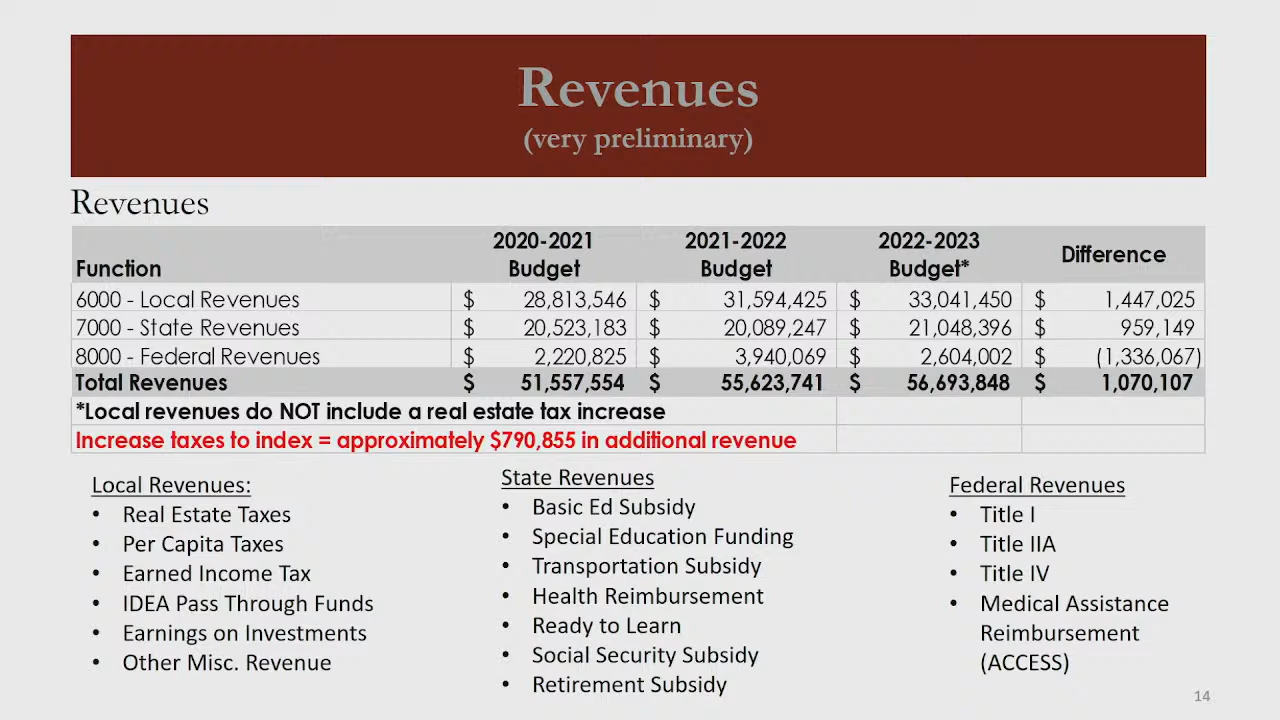 Revenues
(very preliminary)
Revenues
Function 2020-2021 Budget 2021-2022 Budget 2022-2023 Budget* Difference
6000 - Local Revenues $ 28,813,546 $ 31,594,425 $ 33,041,450 $ 1,447,025
7000 - State Revenues $ 20,523,183 $ 20,089,247 $ 21,048,396 $ 959,149
8000 - Federal Revenues $ 2,220,825 $ 3,940,069 $ 2,604,002 $ (1,336,067)
Total Revenues $ 51,557,554 $ 55,623,741 $ 56,693,848 $ 1,070,107
*Local revenues do NOT include a real estate tax increase
Increase taxes to index = approximately $790,855 in additional revenue
Local Revenues:
• Real Estate Taxes
• Per Capita Taxes
• Earned Income Tax
• IDEA Pass Through Funds
• Earnings on Investments
• Other Misc. Revenue
State Revenues
• Basic Ed Subsidy
• Special Education Funding
• Transportation Subsidy
• Health Reimbursement
• Ready to Learn
• Social Security Subsidy
• Retirement Subsidy
Federal Revenues
• Title I
• Title IIA
• Title IV
• Medical Assistance
Reimbursement
(ACCESS)
14